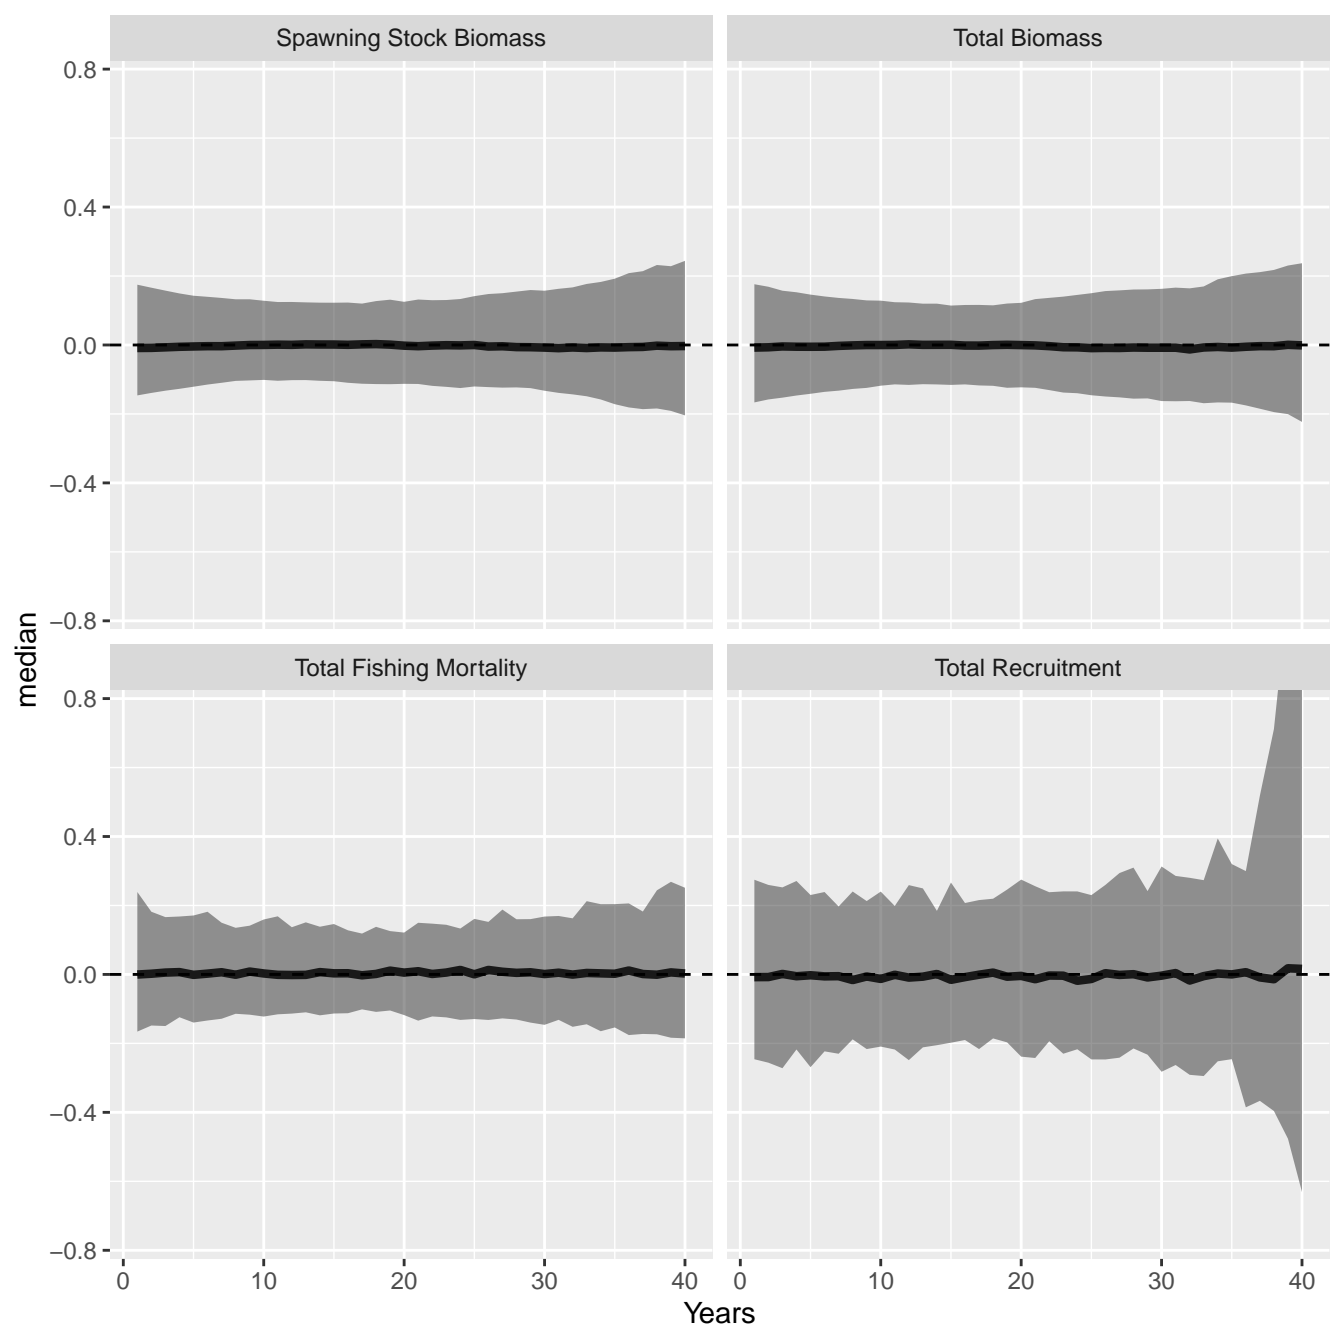 Spawning Stock Biomass
Total Biomass
0.8
0.4
0.0
−0.4
−0.8
median
Total Fishing Mortality
Total Recruitment
0.8
0.4
0.0
−0.4
−0.8
0 10 20 30 40
0 10 20 30 40
Years